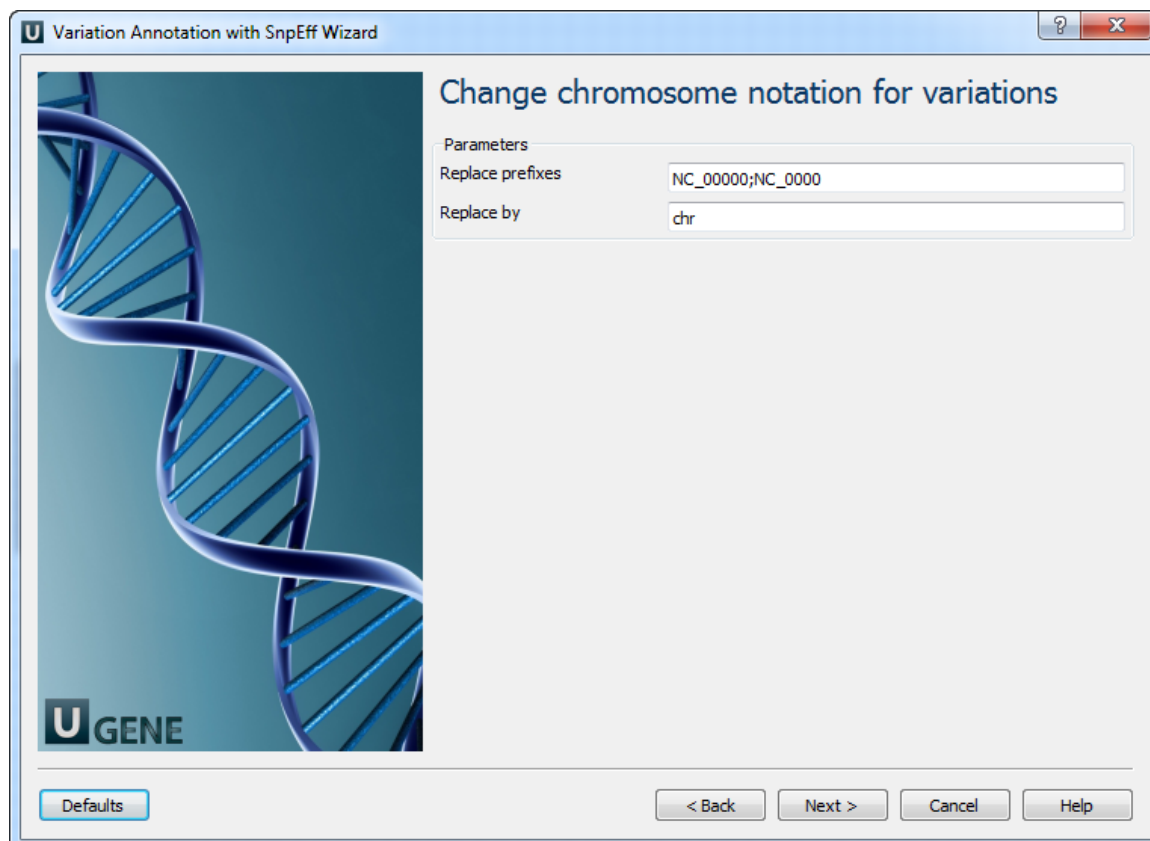 U Variation Annotation with SnpEff Wizard
?
X
Change chromosome notation for variations
Parameters
Replace prefixes NC_00000;NC_0000
Replace by chr
U GENE
Defaults < Back Next > Cancel Help